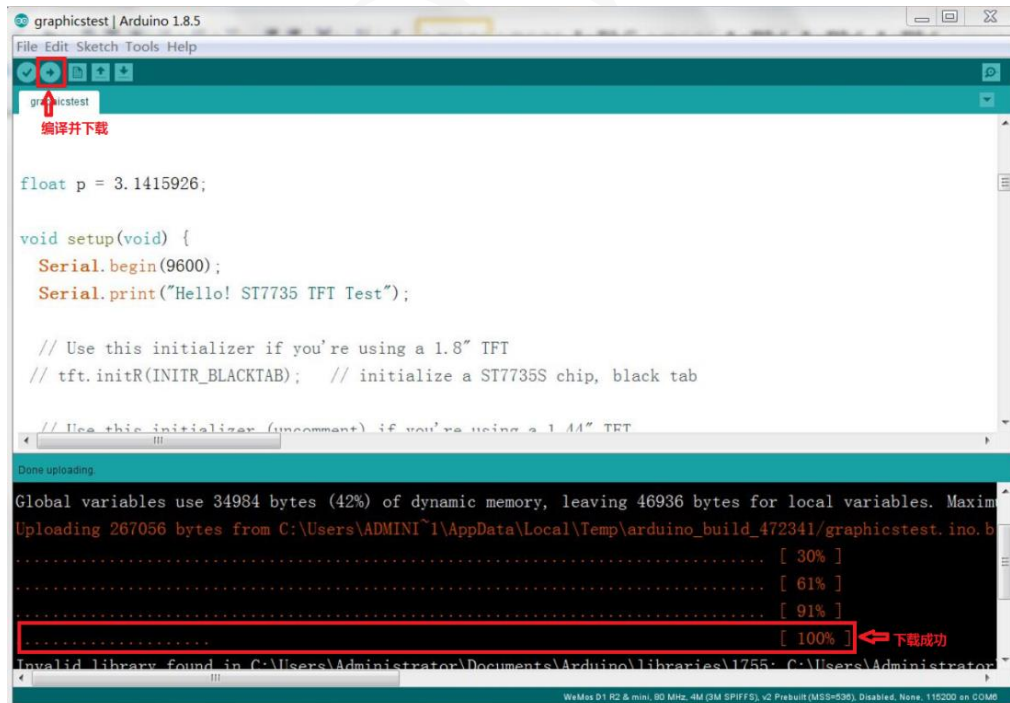 graphicstest | Arduino 1.8.5
File Edit Sketch Tools Help
graphicstest
编译并下载
float p = 3.1415926;
void setup(void) {
Serial.begin(9600);
Serial.print("Hello! ST7735 TFT Test");
// Use this initializer if you're using a 1.8" TFT
// tft.initR(INITR_BLACKTAB);   // initialize a ST7735S chip, black tab
// Use this initializer (uncomment) if you're using a 1.44" TFT
Done uploading.
Global variables use 34984 bytes (42%) of dynamic memory, leaving 46936 bytes for local variables. Maximu
Uploading 267056 bytes from C:\Users\ADMINI~1\AppData\Local\Temp\arduino_build_472341/graphicstest.ino.b
................................................................................ [ 30% ]
................................................................................ [ 61% ]
................................................................................ [ 91% ]
.................... [ 100% ] 下载成功
Invalid library found in C:\Users\Administrator\Documents\Arduino\libraries\1755: C:\Users\Administrator
WeMos D1 R2 & mini, 80 MHz, 4M (3M SPIFFS), v2 Prebuilt (MSS=536), Disabled, None, 115200 on COM6